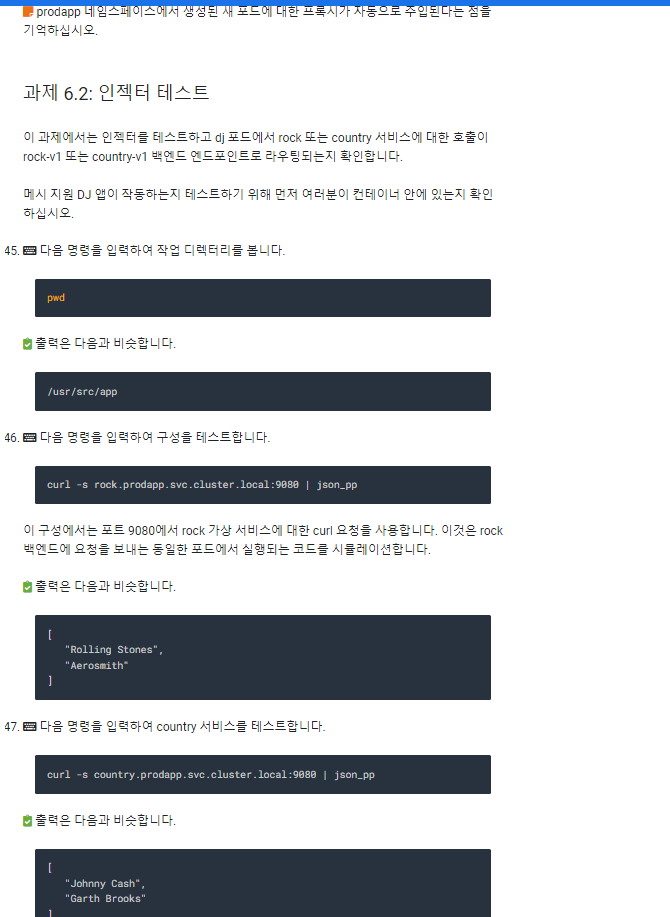 prodapp 네임스페이스에서 생성된 새 포드에 대한 프록시가 자동으로 주입된다는 점을
기억하십시오.
과제 6.2: 인젝터 테스트
이 과제에서는 인젝터를 테스트하고 dj 포드에서 rock 또는 country 서비스에 대한 호출이
rock-v1 또는 country-v1 백엔드 엔드포인트로 라우팅되는지 확인합니다.
메시 지원 DJ 앱이 작동하는지 테스트하기 위해 먼저 여러분이 컨테이너 안에 있는지 확인
하십시오.
45. 다음 명령을 입력하여 작업 디렉터리를 봅니다.
pwd
출력은 다음과 비슷합니다.
/usr/src/app
46. 다음 명령을 입력하여 구성을 테스트합니다.
curl -s rock.prodapp.svc.cluster.local:9080 | json_pp
이 구성에서는 포트 9080에서 rock 가상 서비스에 대한 curl 요청을 사용합니다. 이것은 rock
백엔드에 요청을 보내는 동일한 포드에서 실행되는 코드를 시뮬레이션합니다.
출력은 다음과 비슷합니다.
[
"Rolling Stones",
"Aerosmith"
]
47. 다음 명령을 입력하여 country 서비스를 테스트합니다.
curl -s country.prodapp.svc.cluster.local:9080 | json_pp
출력은 다음과 비슷합니다.
[
"Johnny Cash",
"Garth Brooks"
]